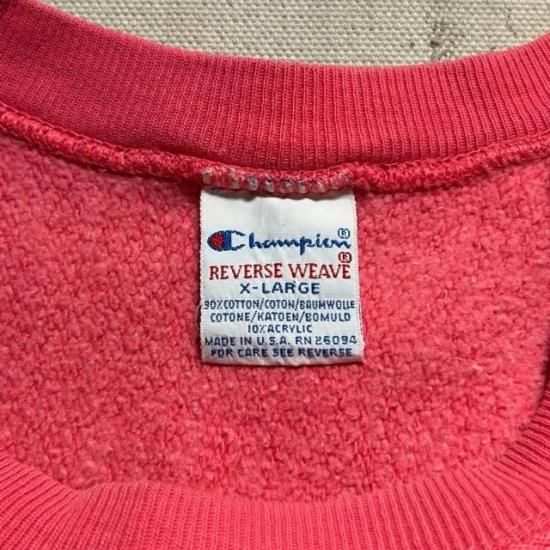 Champion®
REVERSE WEAVE®
X-LARGE
90% COTTON/COTON/BAUMWOLLE
COTONE/KATOEN/BOMULD
10% ACRYLIC
MADE IN U.S.A. RN 26094
FOR CARE SEE REVERSE